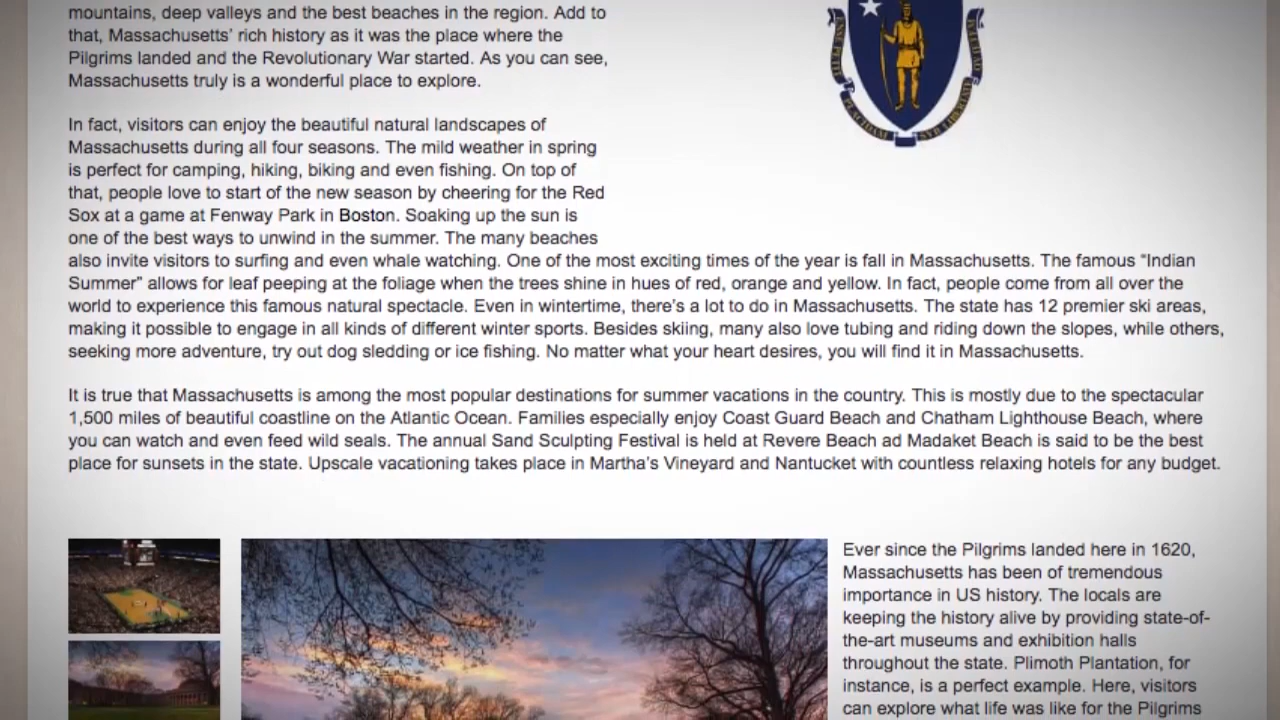 mountains, deep valleys and the best beaches in the region. Add to
that, Massachusetts’ rich history as it was the place where the
Pilgrims landed and the Revolutionary War started. As you can see,
Massachusetts truly is a wonderful place to explore.
In fact, visitors can enjoy the beautiful natural landscapes of
Massachusetts during all four seasons. The mild weather in spring
is perfect for camping, hiking, biking and even fishing. On top of
that, people love to start of the new season by cheering for the Red
Sox at a game at Fenway Park in Boston. Soaking up the sun is
one of the best ways to unwind in the summer. The many beaches
also invite visitors to surfing and even whale watching. One of the most exciting times of the year is fall in Massachusetts. The famous “Indian
Summer” allows for leaf peeping at the foliage when the trees shine in hues of red, orange and yellow. In fact, people come from all over the
world to experience this famous natural spectacle. Even in wintertime, there’s a lot to do in Massachusetts. The state has 12 premier ski areas,
making it possible to engage in all kinds of different winter sports. Besides skiing, many also love tubing and riding down the slopes, while others,
seeking more adventure, try out dog sledding or ice fishing. No matter what your heart desires, you will find it in Massachusetts.
It is true that Massachusetts is among the most popular destinations for summer vacations in the country. This is mostly due to the spectacular
1,500 miles of beautiful coastline on the Atlantic Ocean. Families especially enjoy Coast Guard Beach and Chatham Lighthouse Beach, where
you can watch and even feed wild seals. The annual Sand Sculpting Festival is held at Revere Beach ad Madaket Beach is said to be the best
place for sunsets in the state. Upscale vacationing takes place in Martha’s Vineyard and Nantucket with countless relaxing hotels for any budget.
Ever since the Pilgrims landed here in 1620,
Massachusetts has been of tremendous
importance in US history. The locals are
keeping the history alive by providing state-of-
the-art museums and exhibition halls
throughout the state. Plimoth Plantation, for
instance, is a perfect example. Here, visitors
can explore what life was like for the Pilgrims